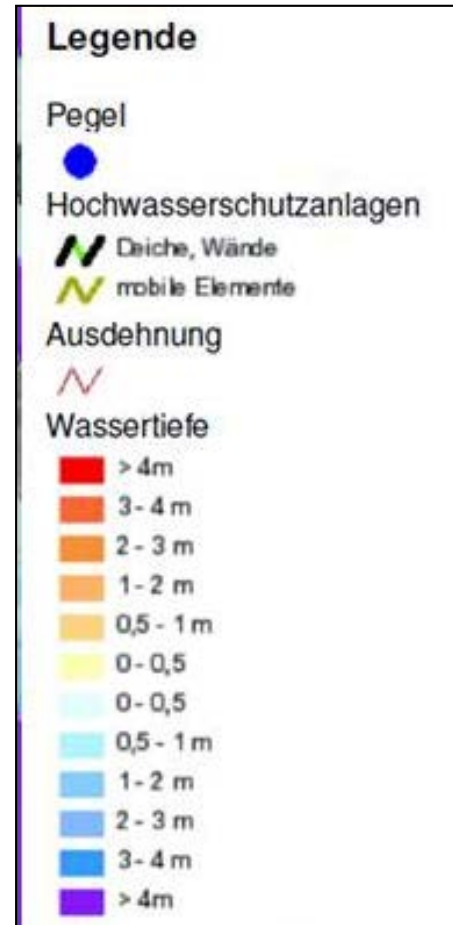 Legende
Pegel
Hochwasserschutzanlagen
Deiche, Wände
mobile Elemente
Ausdehnung
Wassertiefe
> 4m
3 - 4 m
2 - 3 m
1 - 2 m
0,5 - 1 m
0 - 0,5
0 - 0,5
0,5 - 1 m
1 - 2 m
2 - 3 m
3 - 4 m
> 4m